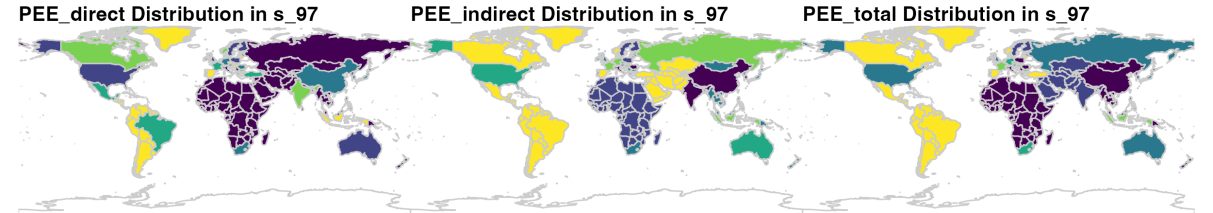 PEE_direct Distribution in s_97
PEE_indirect Distribution in s_97
PEE_total Distribution in s_97